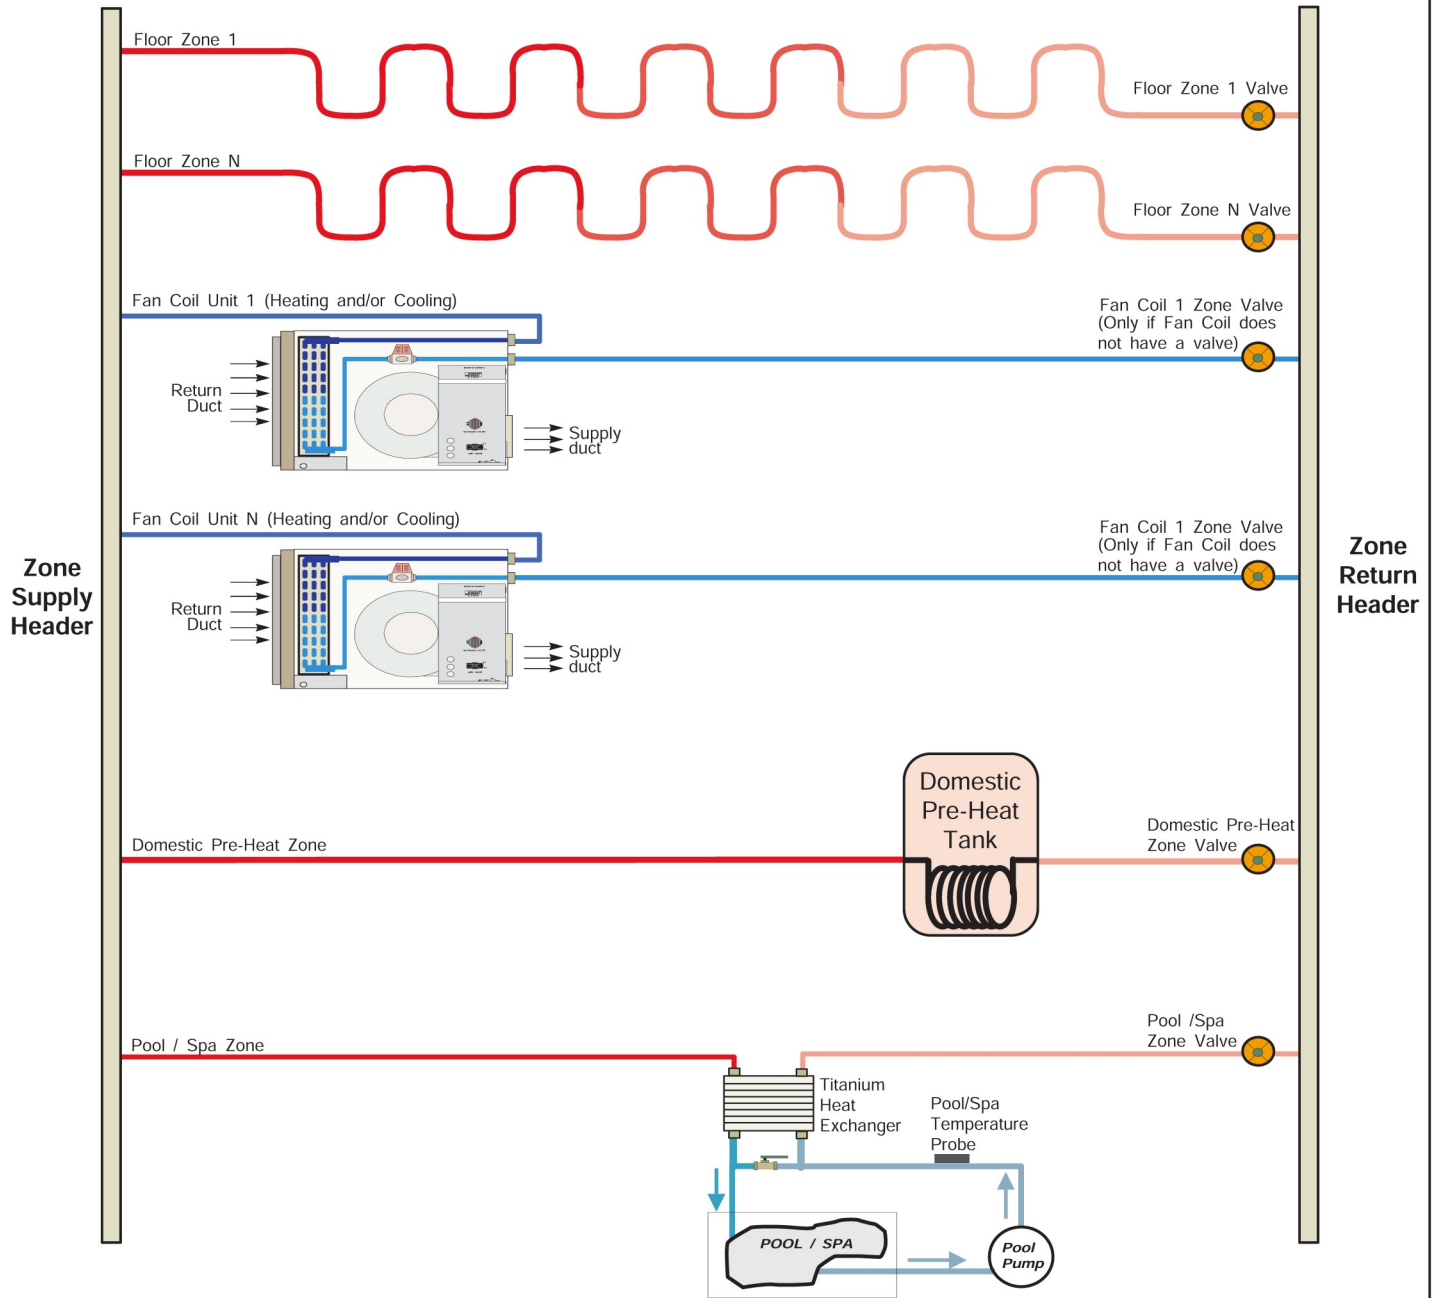 Floor Zone 1
Floor Zone 1 Valve
Floor Zone N
Floor Zone N Valve
Fan Coil Unit 1 (Heating and/or Cooling)
Fan Coil 1 Zone Valve
(Only if Fan Coil does
not have a valve)
Return
Duct
Supply
duct
Fan Coil Unit N (Heating and/or Cooling)
Fan Coil 1 Zone Valve
(Only if Fan Coil does
not have a valve)
Zone
Supply
Header
Zone
Return
Header
Return
Duct
Supply
duct
Domestic
Pre-Heat
Tank
Domestic Pre-Heat Zone
Domestic Pre-Heat
Zone Valve
Pool / Spa Zone
Pool /Spa
Zone Valve
Titanium
Heat
Exchanger
Pool/Spa
Temperature
Probe
POOL / SPA
Pool
Pump